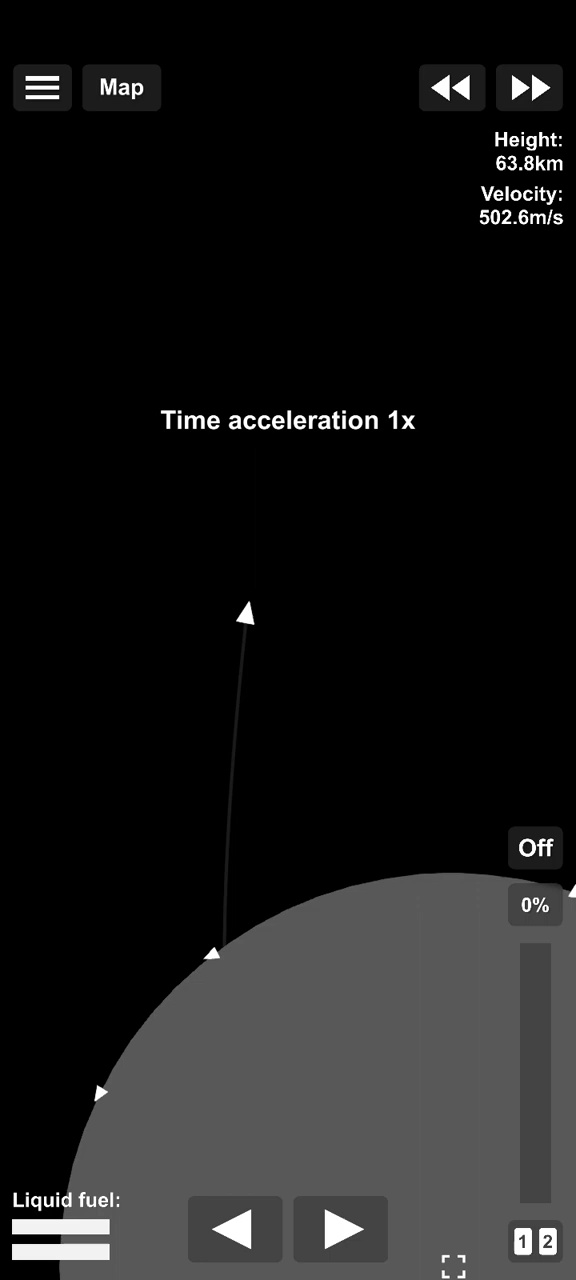 Map
Height:
63.8km
Velocity:
502.6m/s
Time acceleration 1x
Off
0%
Liquid fuel:
1 2